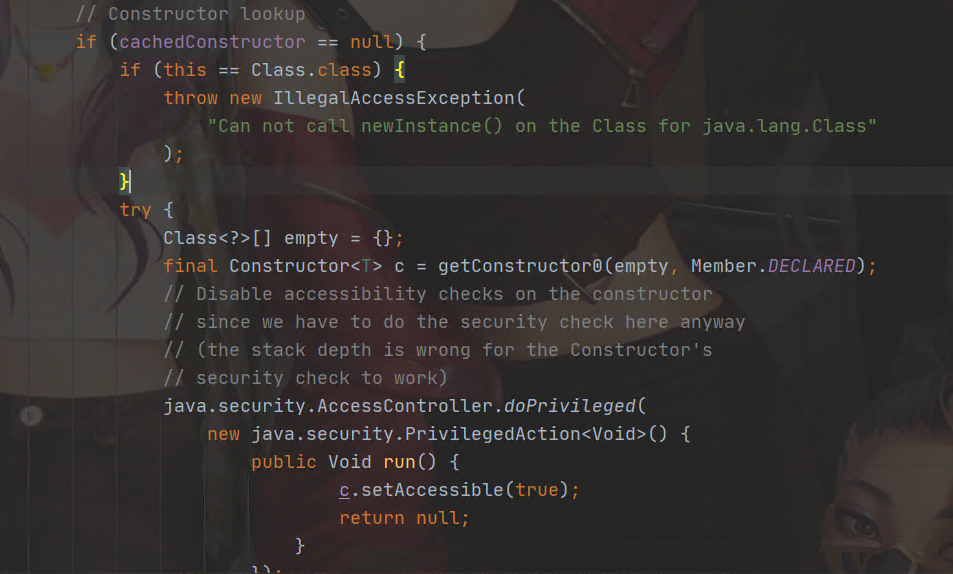 // Constructor lookup
if (cachedConstructor == null) {
if (this == Class.class) {
throw new IllegalAccessException(
"Can not call newInstance() on the Class for java.lang.Class"
);
}
try {
Class<?>[] empty = {};
final Constructor<T> c = getConstructor0(empty, Member.DECLARED);
// Disable accessibility checks on the constructor
// since we have to do the security check here anyway
// (the stack depth is wrong for the Constructor's
// security check to work)
java.security.AccessController.doPrivileged(
new java.security.PrivilegedAction<Void>() {
public Void run() {
c.setAccessible(true);
return null;
}
});